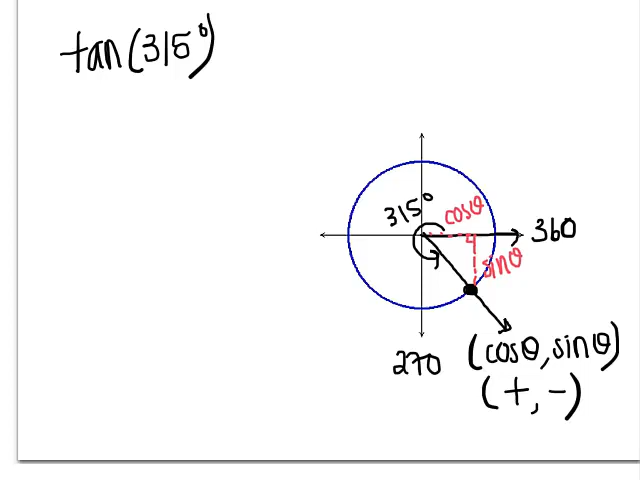 tan(315°)
315°
cosθ
360
sinθ
270
(cosθ, sinθ)
(+, -)